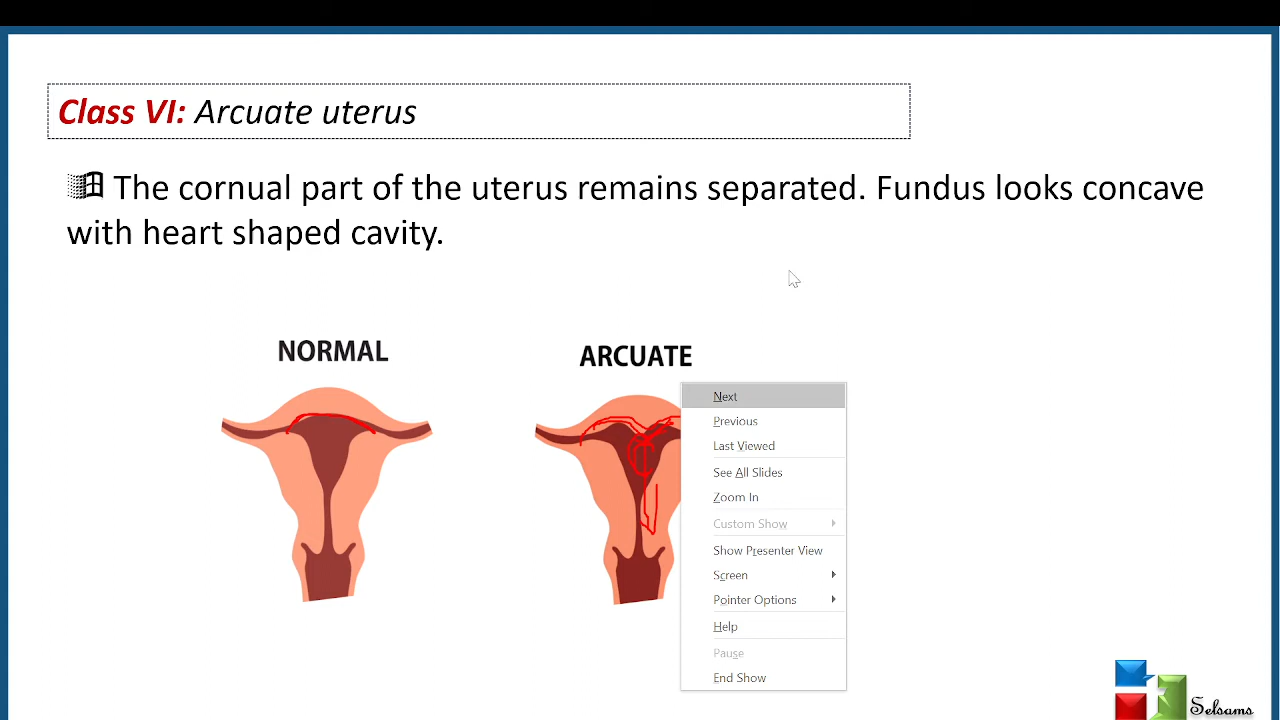 Class VI: Arcuate uterus
The cornual part of the uterus remains separated. Fundus looks concave
with heart shaped cavity.
NORMAL
ARCUATE
Next
Previous
Last Viewed
See All Slides
Zoom In
Custom Show
Show Presenter View
Screen
Pointer Options
Help
Pause
End Show
Selsams